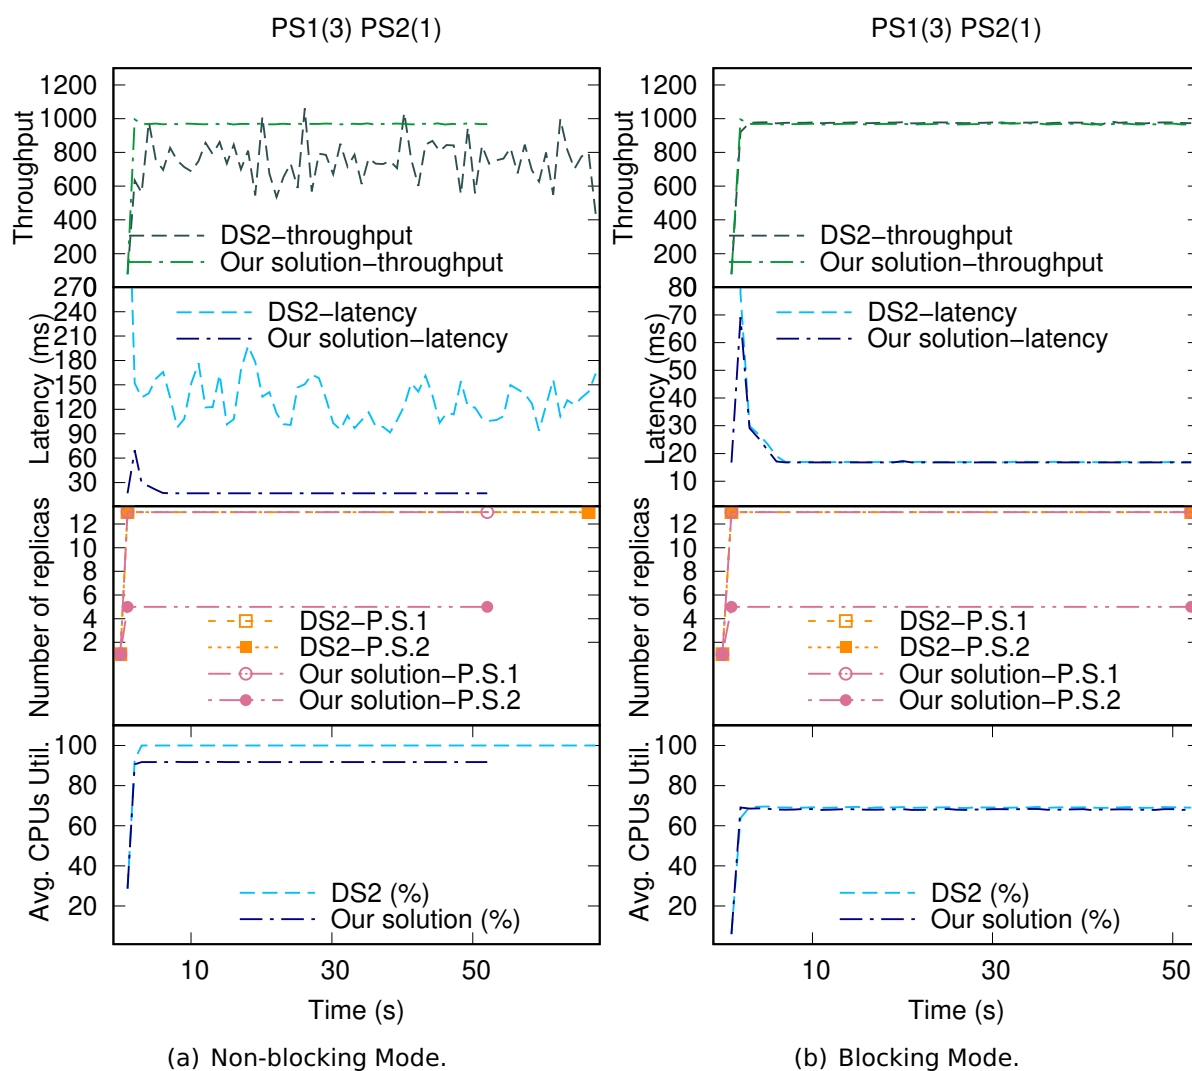 PS1(3) PS2(1)
Throughput
1200
1000
800
600
400
200
0
DS2−throughput
Our solution−throughput
Latency (ms)
270
240
210
180
150
120
90
60
30
DS2−latency
Our solution−latency
Number of replicas
12
10
8
6
4
2
DS2−P.S.1
DS2−P.S.2
Our solution−P.S.1
Our solution−P.S.2
Avg. CPUs Util.
100
80
60
40
20
DS2 (%)
Our solution (%)
10 30 50
Time (s)
(a) Non-blocking Mode.
PS1(3) PS2(1)
Throughput
1200
1000
800
600
400
200
0
DS2−throughput
Our solution−throughput
Latency (ms)
80
70
60
50
40
30
20
10
DS2−latency
Our solution−latency
Number of replicas
12
10
8
6
4
2
DS2−P.S.1
DS2−P.S.2
Our solution−P.S.1
Our solution−P.S.2
Avg. CPUs Util.
100
80
60
40
20
DS2 (%)
Our solution (%)
10 30 50
Time (s)
(b) Blocking Mode.